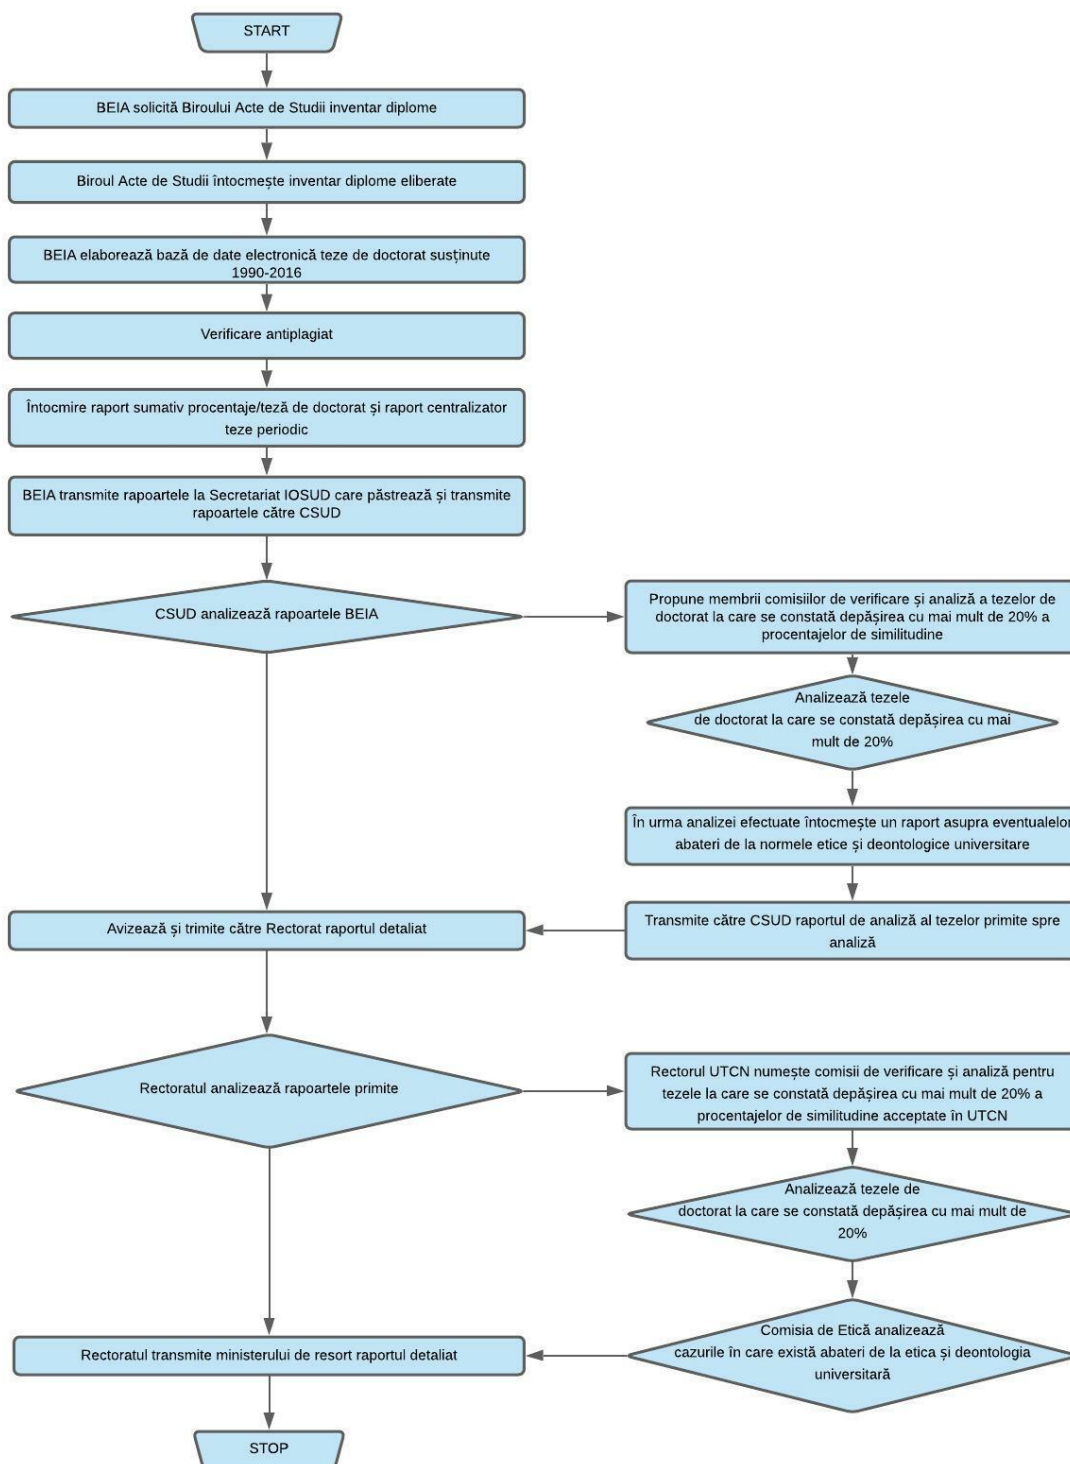 START
BEIA solicită Biroului Acte de Studii inventar diplome
Biroul Acte de Studii întocmește inventar diplome eliberate
BEIA elaborează bază de date electronică teze de doctorat susținute
1990-2016
Verificare antiplagiat
Întocmire raport sumativ procentaje/teză de doctorat și raport centralizator
teze periodic
BEIA transmite rapoartele la Secretariat IOSUD care păstrează și transmite
rapoartele către CSUD
CSUD analizează rapoartele BEIA
Propune membrii comisiilor de verificare și analiză a tezelor de
doctorat la care se constată depășirea cu mai mult de 20% a
procentajelor de similitudine
Analizează tezele
de doctorat la care se constată depășirea cu mai
mult de 20%
În urma analizei efectuate întocmește un raport asupra eventualelor
abateri de la normele etice și deontologice universitare
Transmite către CSUD raportul de analiză al tezelor primite spre
analiză
Avizează și trimite către Rectorat raportul detaliat
Rectoratul analizează rapoartele primite
Rectorul UTCN numește comisii de verificare și analiză pentru
tezele la care se constată depășirea cu mai mult de 20% a
procentajelor de similitudine acceptate în UTCN
Analizează tezele de
doctorat la care se constată depășirea cu mai mult de
20%
Comisia de Etică analizează
cazurile în care există abateri de la etica și deontologia
universitară
Rectoratul transmite ministerului de resort raportul detaliat
STOP